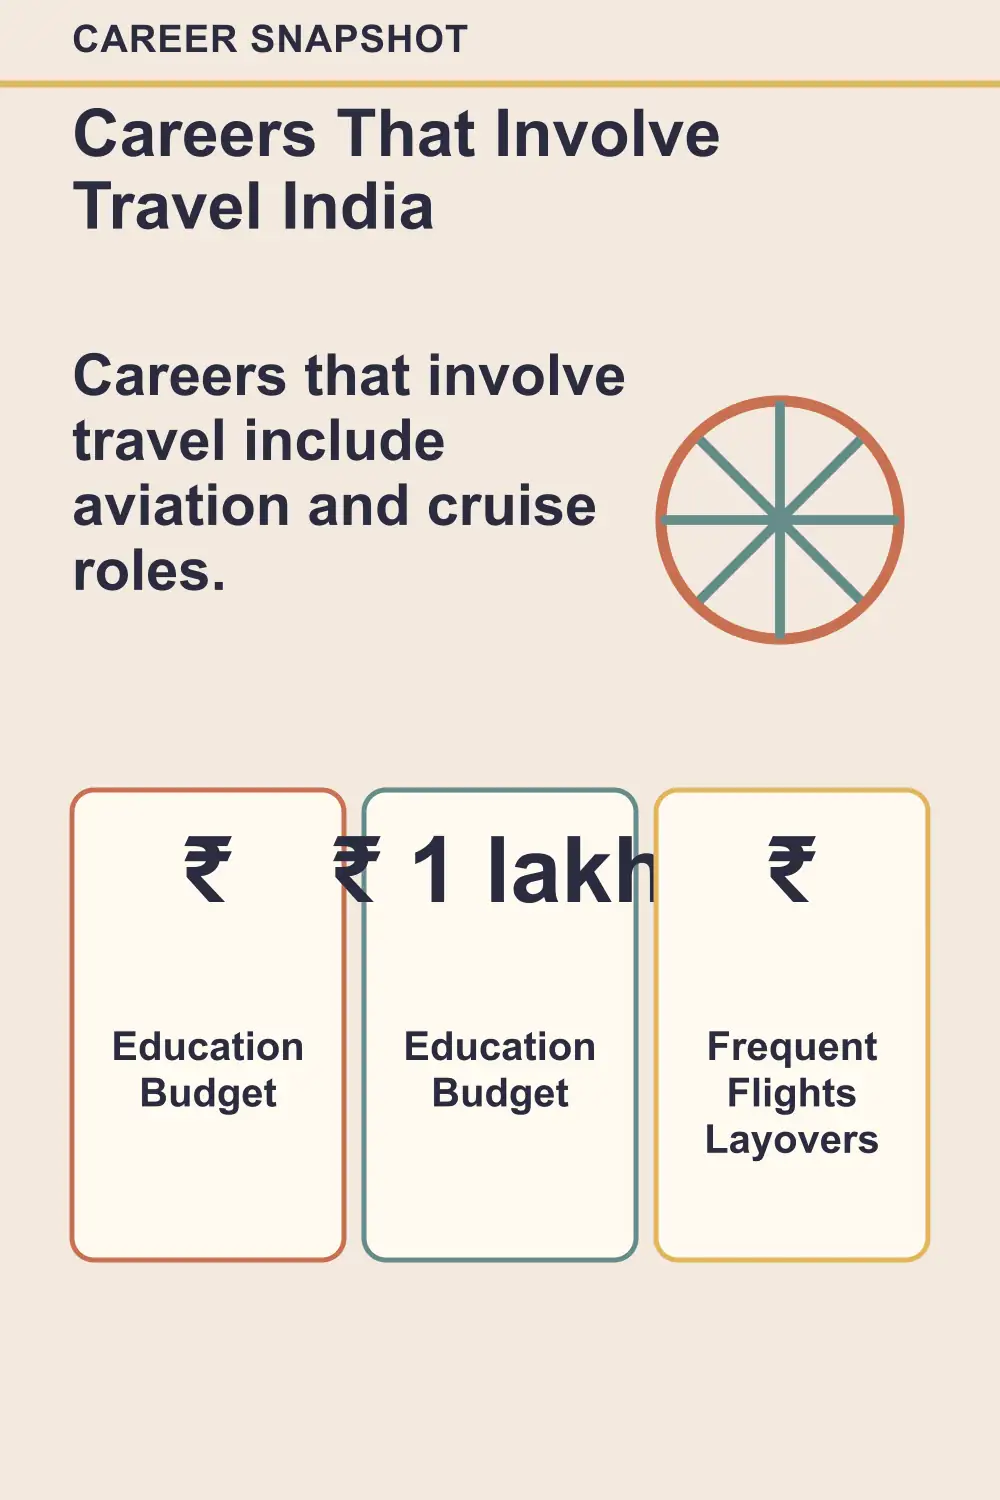 CAREER SNAPSHOT
Careers That Involve
Travel India
Careers that involve
travel include
aviation and cruise
roles.
₹
₹ 1 lakh
₹
Education
Budget
Education
Budget
Frequent
Flights
Layovers